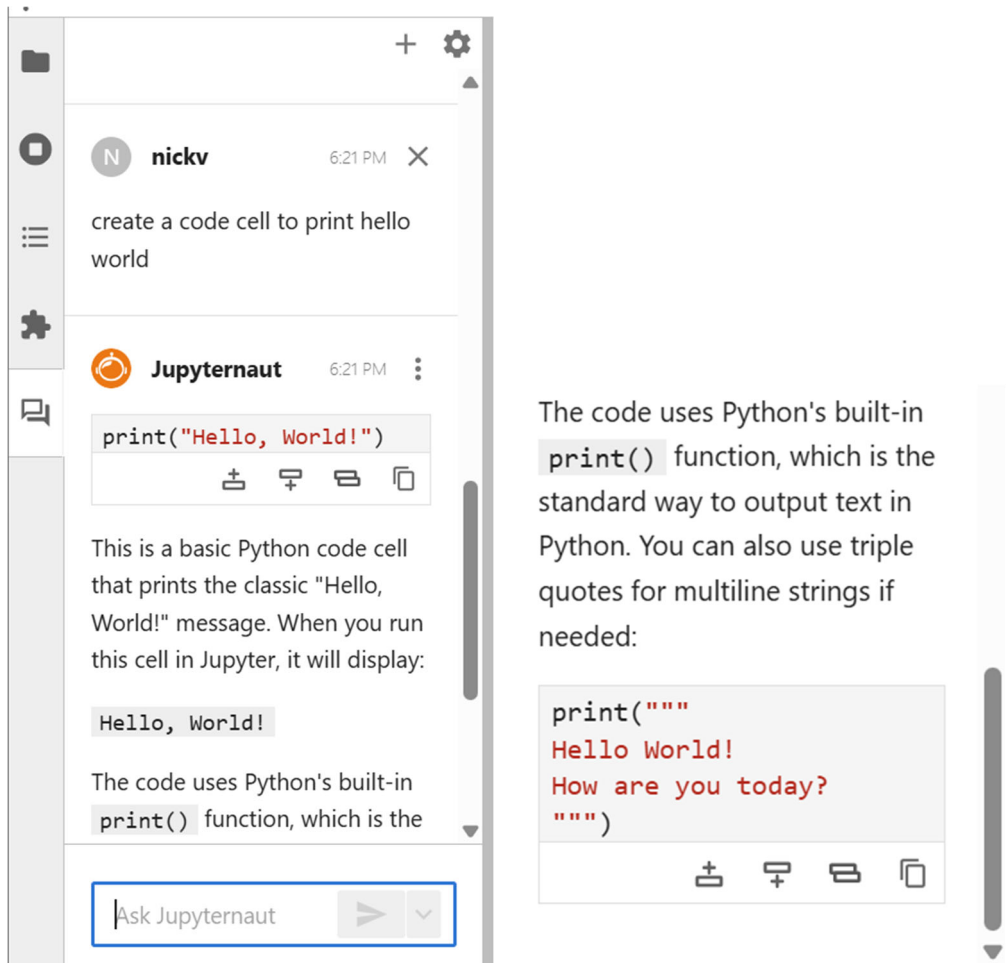 N nickv 6:21 PM
create a code cell to print hello
world
Jupyternaut 6:21 PM
print("Hello, World!")
This is a basic Python code cell
that prints the classic "Hello,
World!" message. When you run
this cell in Jupyter, it will display:
Hello, World!
The code uses Python's built-in
print() function, which is the
Ask Jupyternaut
The code uses Python's built-in
print() function, which is the
standard way to output text in
Python. You can also use triple
quotes for multiline strings if
needed:
print("""
Hello World!
How are you today?
""")